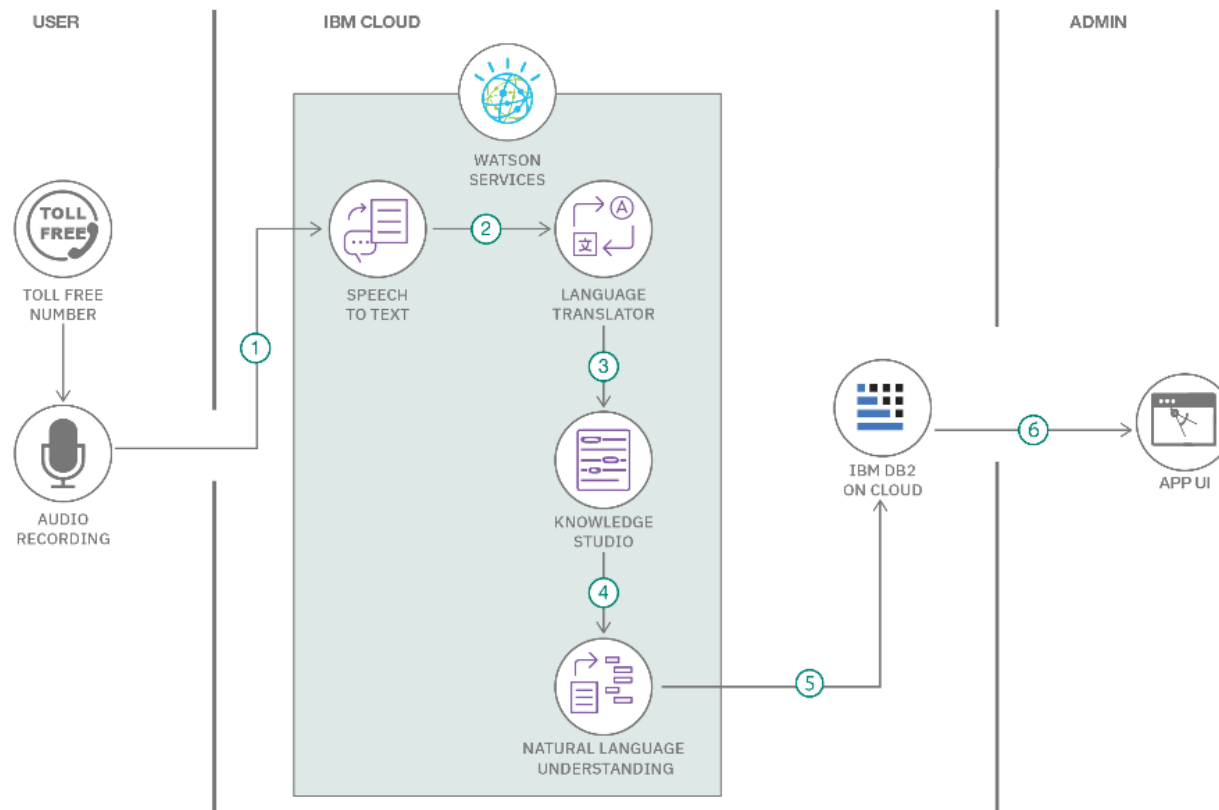 USER
IBM CLOUD
ADMIN
WATSON
SERVICES
TOLL
FREE
TOLL FREE
NUMBER
1
SPEECH
TO TEXT
2
A
文
LANGUAGE
TRANSLATOR
3
AUDIO
RECORDING
KNOWLEDGE
STUDIO
4
NATURAL LANGUAGE
UNDERSTANDING
5
IBM DB2
ON CLOUD
6
APP UI